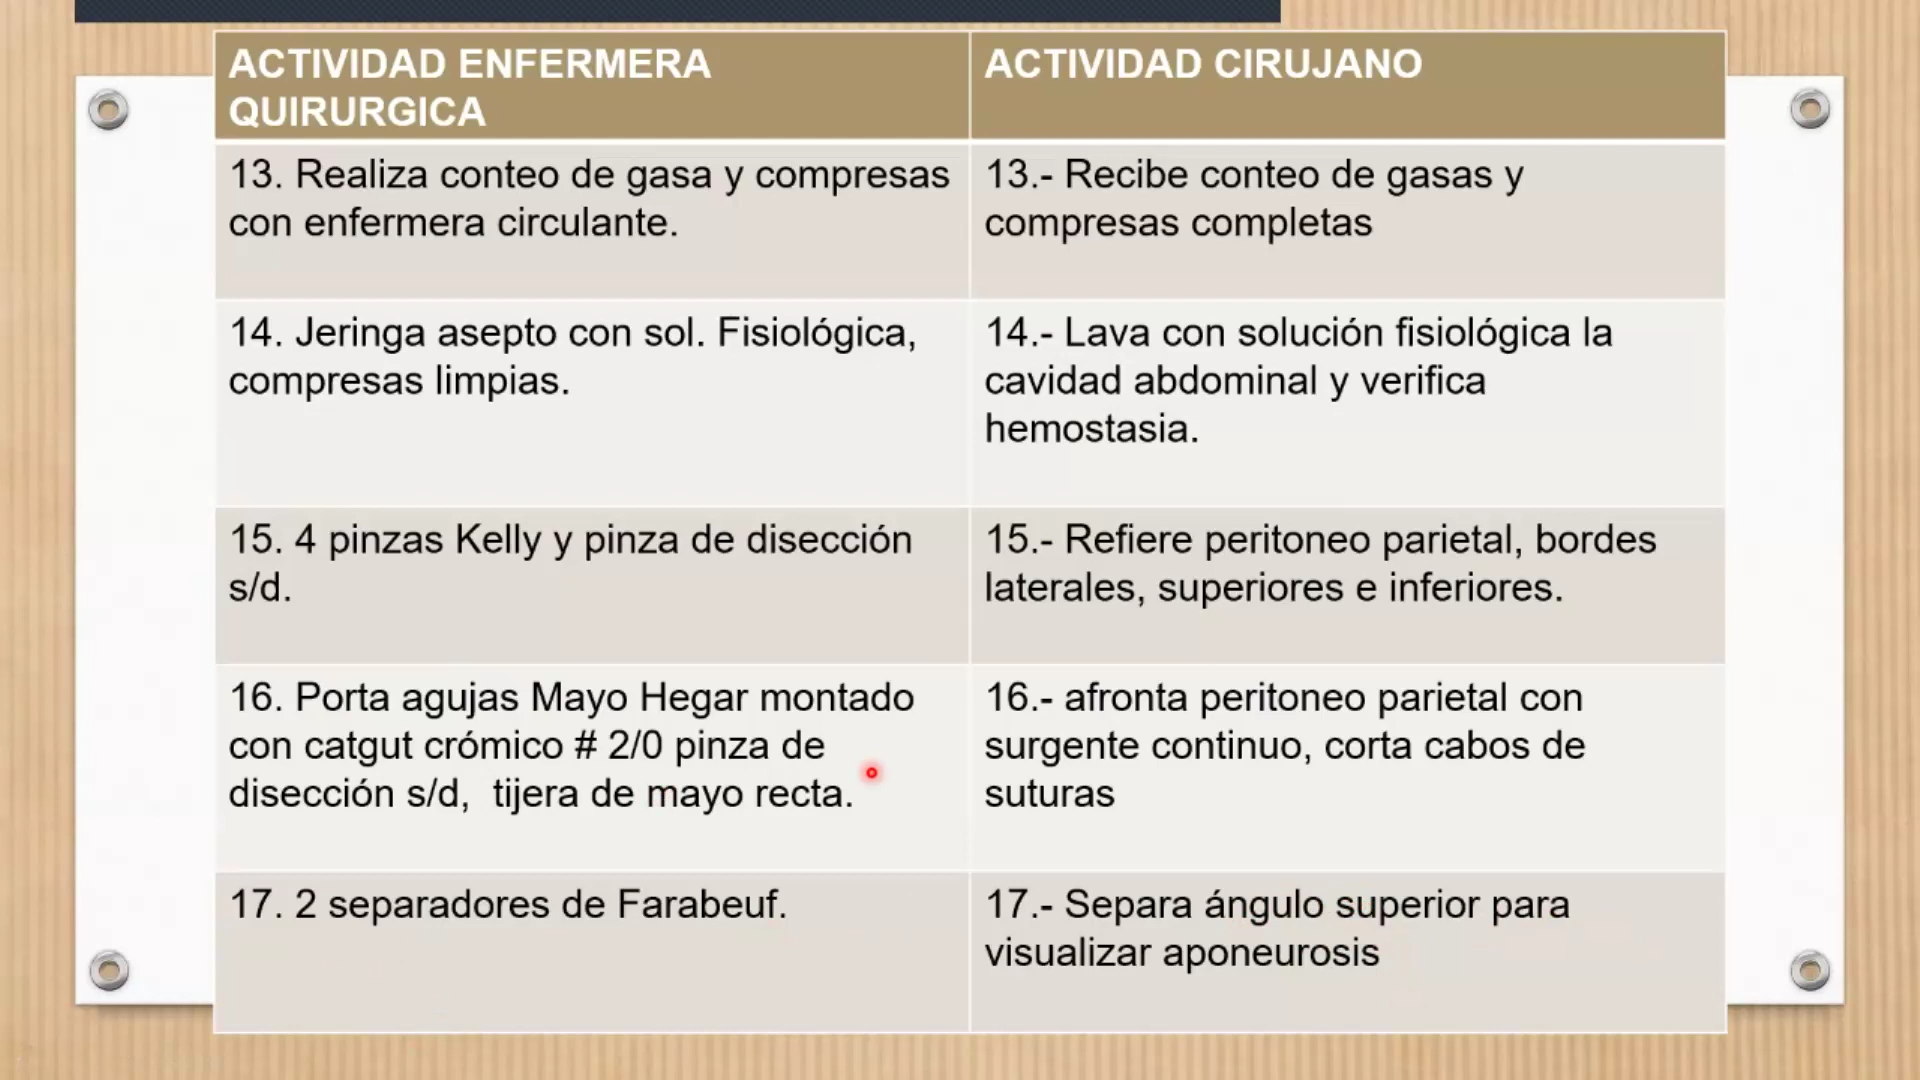 ACTIVIDAD ENFERMERA
QUIRURGICA
ACTIVIDAD CIRUJANO
13. Realiza conteo de gasa y compresas
con enfermera circulante.
13.- Recibe conteo de gasas y
compresas completas
14. Jeringa asepto con sol. Fisiológica,
compresas limpias.
14.- Lava con solución fisiológica la
cavidad abdominal y verifica
hemostasia.
15. 4 pinzas Kelly y pinza de disección
s/d.
15.- Refiere peritoneo parietal, bordes
laterales, superiores e inferiores.
16. Porta agujas Mayo Hegar montado
con catgut crómico # 2/0 pinza de
disección s/d, tijera de mayo recta.
16.- afronta peritoneo parietal con
surgente continuo, corta cabos de
suturas
17. 2 separadores de Farabeuf.
17.- Separa ángulo superior para
visualizar aponeurosis